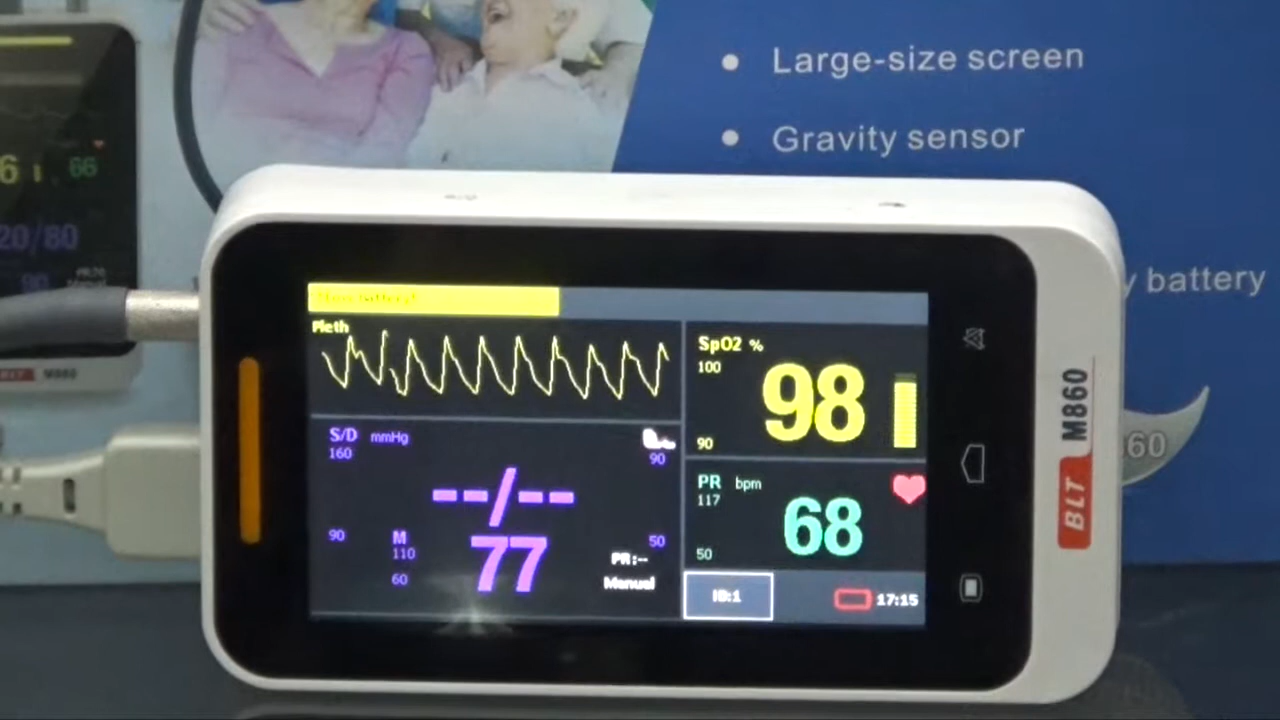 Large-size screen
Gravity sensor
y battery
66
20/80
90
BLT M860
Pleth
SpO2 %
100
98
90
S/D mmHg
160
90
--/--
90
M
110
60
77
50
PR:--
Manual
PR bpm
117
68
50
ID:1
17:15
BLT M860
60